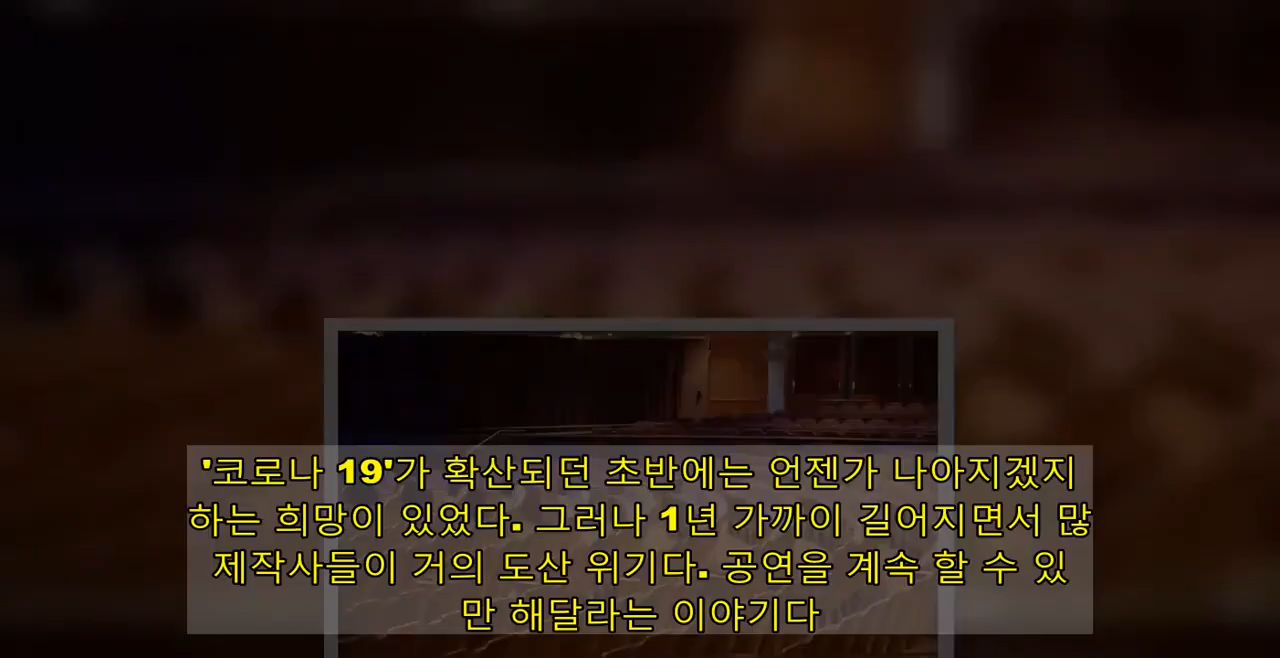 '코로나 19'가 확산되던 초반에는 언젠가 나아지겠지
하는 희망이 있었다. 그러나 1년 가까이 길어지면서 많
제작사들이 거의 도산 위기다. 공연을 계속 할 수 있
만 해달라는 이야기다